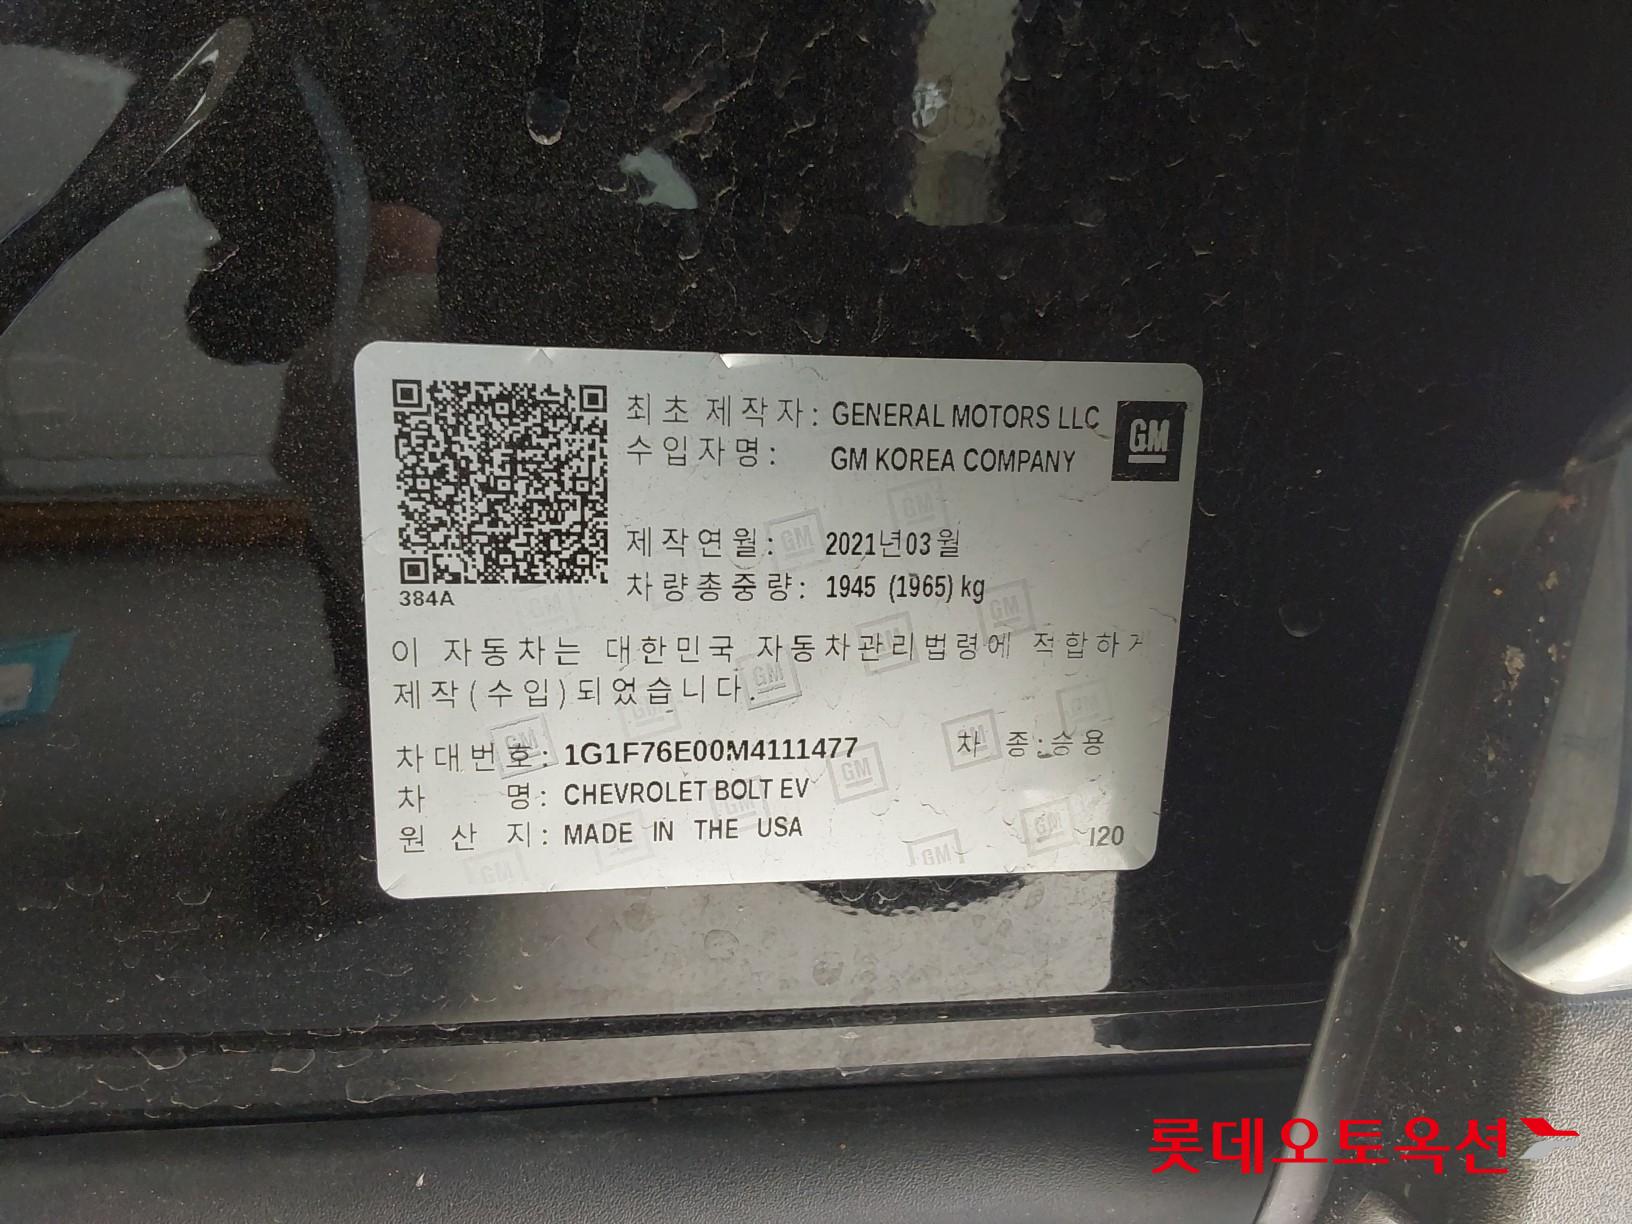 최초제작자: GENERAL MOTORS LLC
GM
수입자명: GM KOREA COMPANY
제작연월: 2021년03월
차량총중량: 1945 (1965) kg
384A
이 자동차는 대한민국 자동차관리법령에 적합하게
제작(수입)되었습니다.
차대번호: 1G1F76E00M4111477 차 종:승용
차 명: CHEVROLET BOLT EV
원 산 지: MADE IN THE USA
I20
롯데오토옥션